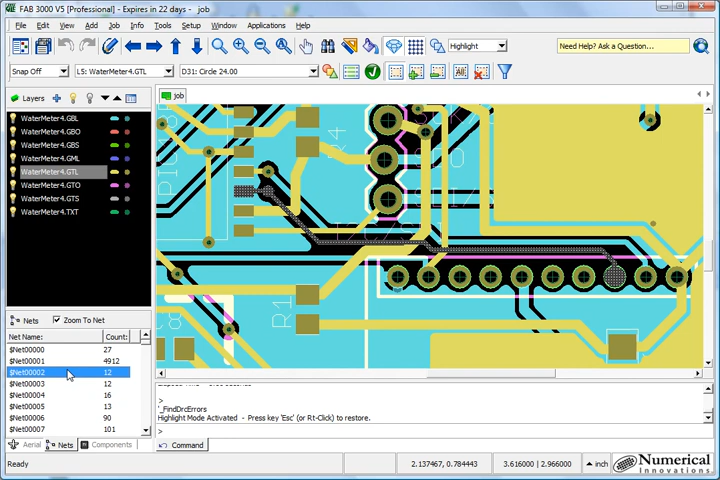 FAB 3000 V5 [Professional] - Expires in 22 days - job
File Edit View Draw Layer Job Info Tools Setup Window Applications Help
Highlight
Need Help? Ask a Question...
Snap Off
L5: WaterMeter4.GTL
D31: Circle 24.00
All
Layers
job
WaterMeter4.GBL
WaterMeter4.GBO
WaterMeter4.GBS
WaterMeter4.GML
WaterMeter4.GTL
WaterMeter4.GTO
WaterMeter4.GTS
WaterMeter4.TXT
R4
R1
Nets
Zoom To Net
Net Name: Count:
$Net00000 27
$Net00001 4912
$Net00002 12
$Net00003 12
$Net00004 16
$Net00005 13
$Net00006 90
$Net00007 101
>
'_FindDrcErrors
Highlight Mode Activated - Press key 'Esc' (or Rt-Click) to restore.
>
Aerial Nets Components
Command
Ready
2.137467, 0.784443
3.616000 | 2.966000
inch
Numerical
Innovations